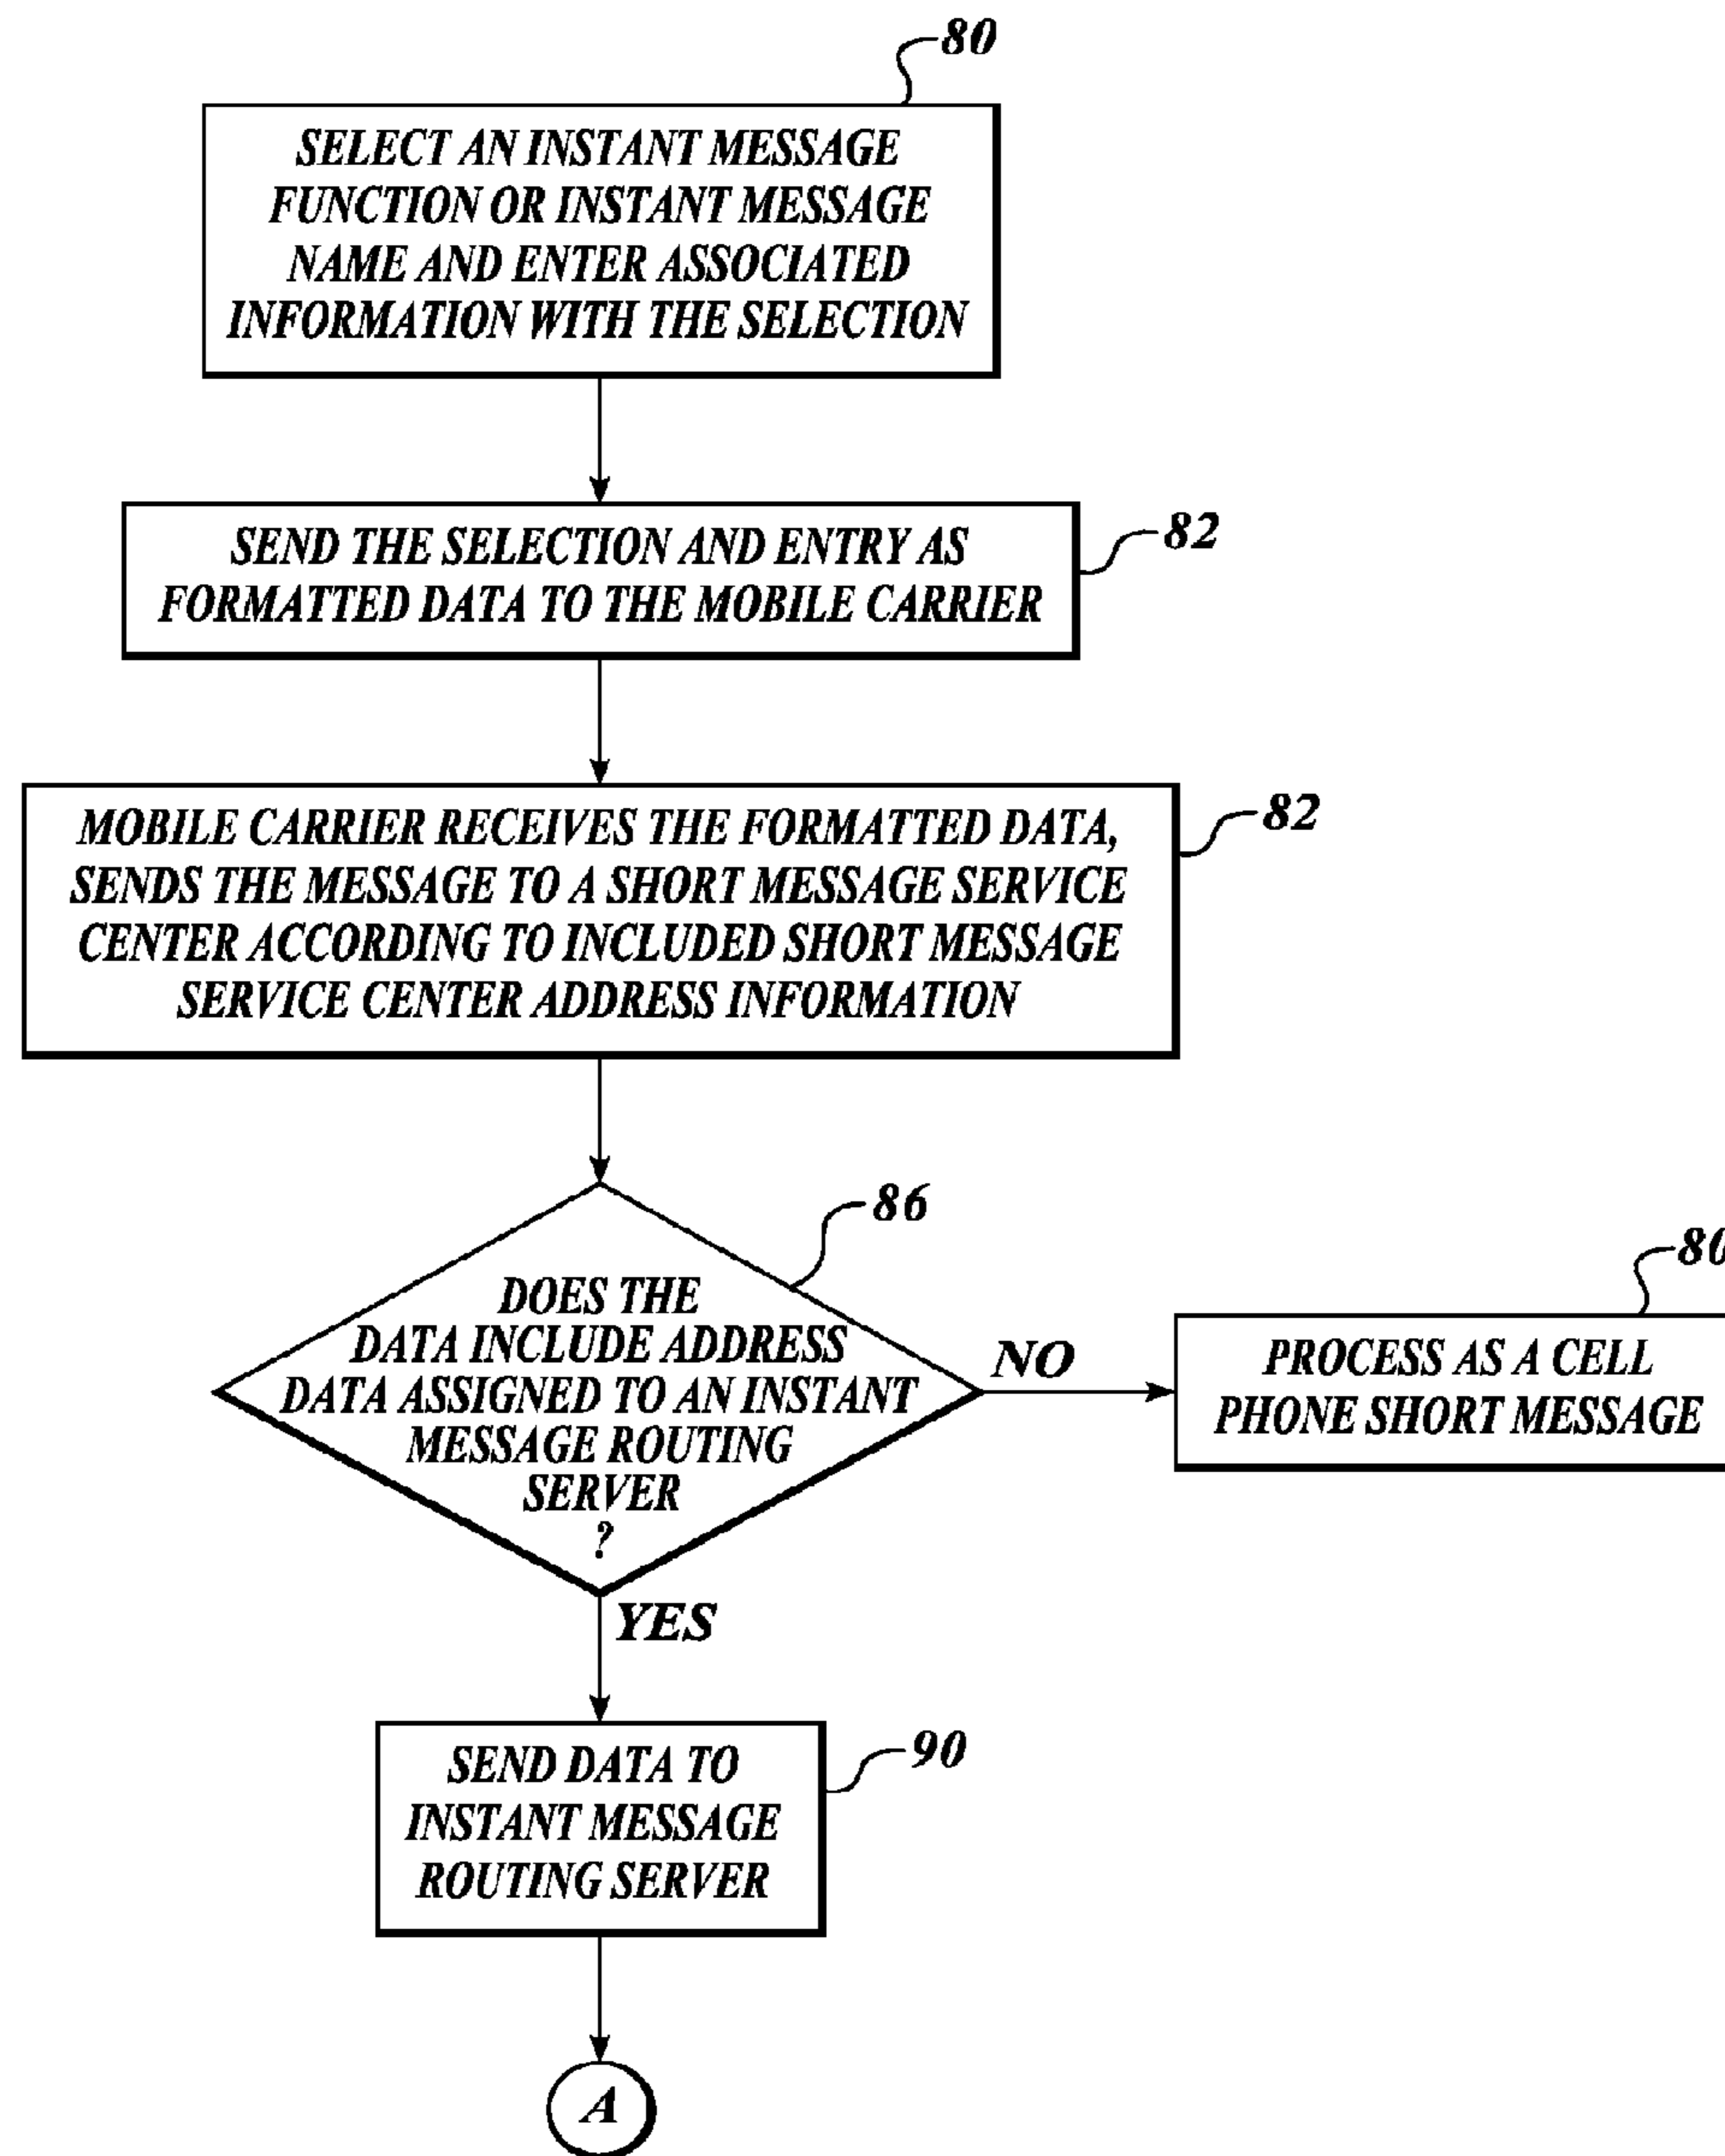 80
SELECT AN INSTANT MESSAGE
FUNCTION OR INSTANT MESSAGE
NAME AND ENTER ASSOCIATED
INFORMATION WITH THE SELECTION
82
SEND THE SELECTION AND ENTRY AS
FORMATTED DATA TO THE MOBILE CARRIER
82
MOBILE CARRIER RECEIVES THE FORMATTED DATA,
SENDS THE MESSAGE TO A SHORT MESSAGE SERVICE
CENTER ACCORDING TO INCLUDED SHORT MESSAGE
SERVICE CENTER ADDRESS INFORMATION
86
DOES THE
DATA INCLUDE ADDRESS
DATA ASSIGNED TO AN INSTANT
MESSAGE ROUTING
SERVER
?
NO
80
PROCESS AS A CELL
PHONE SHORT MESSAGE
YES
90
SEND DATA TO
INSTANT MESSAGE
ROUTING SERVER
A